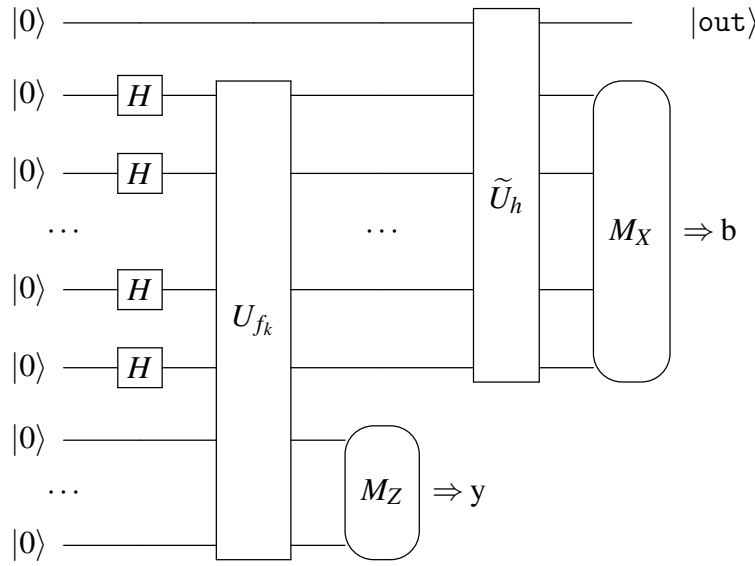 |0⟩ |out⟩
|0⟩ H
|0⟩ H
Ũ_h
··· ··· M_X ⇒ b
|0⟩ H
U_{f_k}
|0⟩ H
|0⟩
··· M_Z ⇒ y
|0⟩